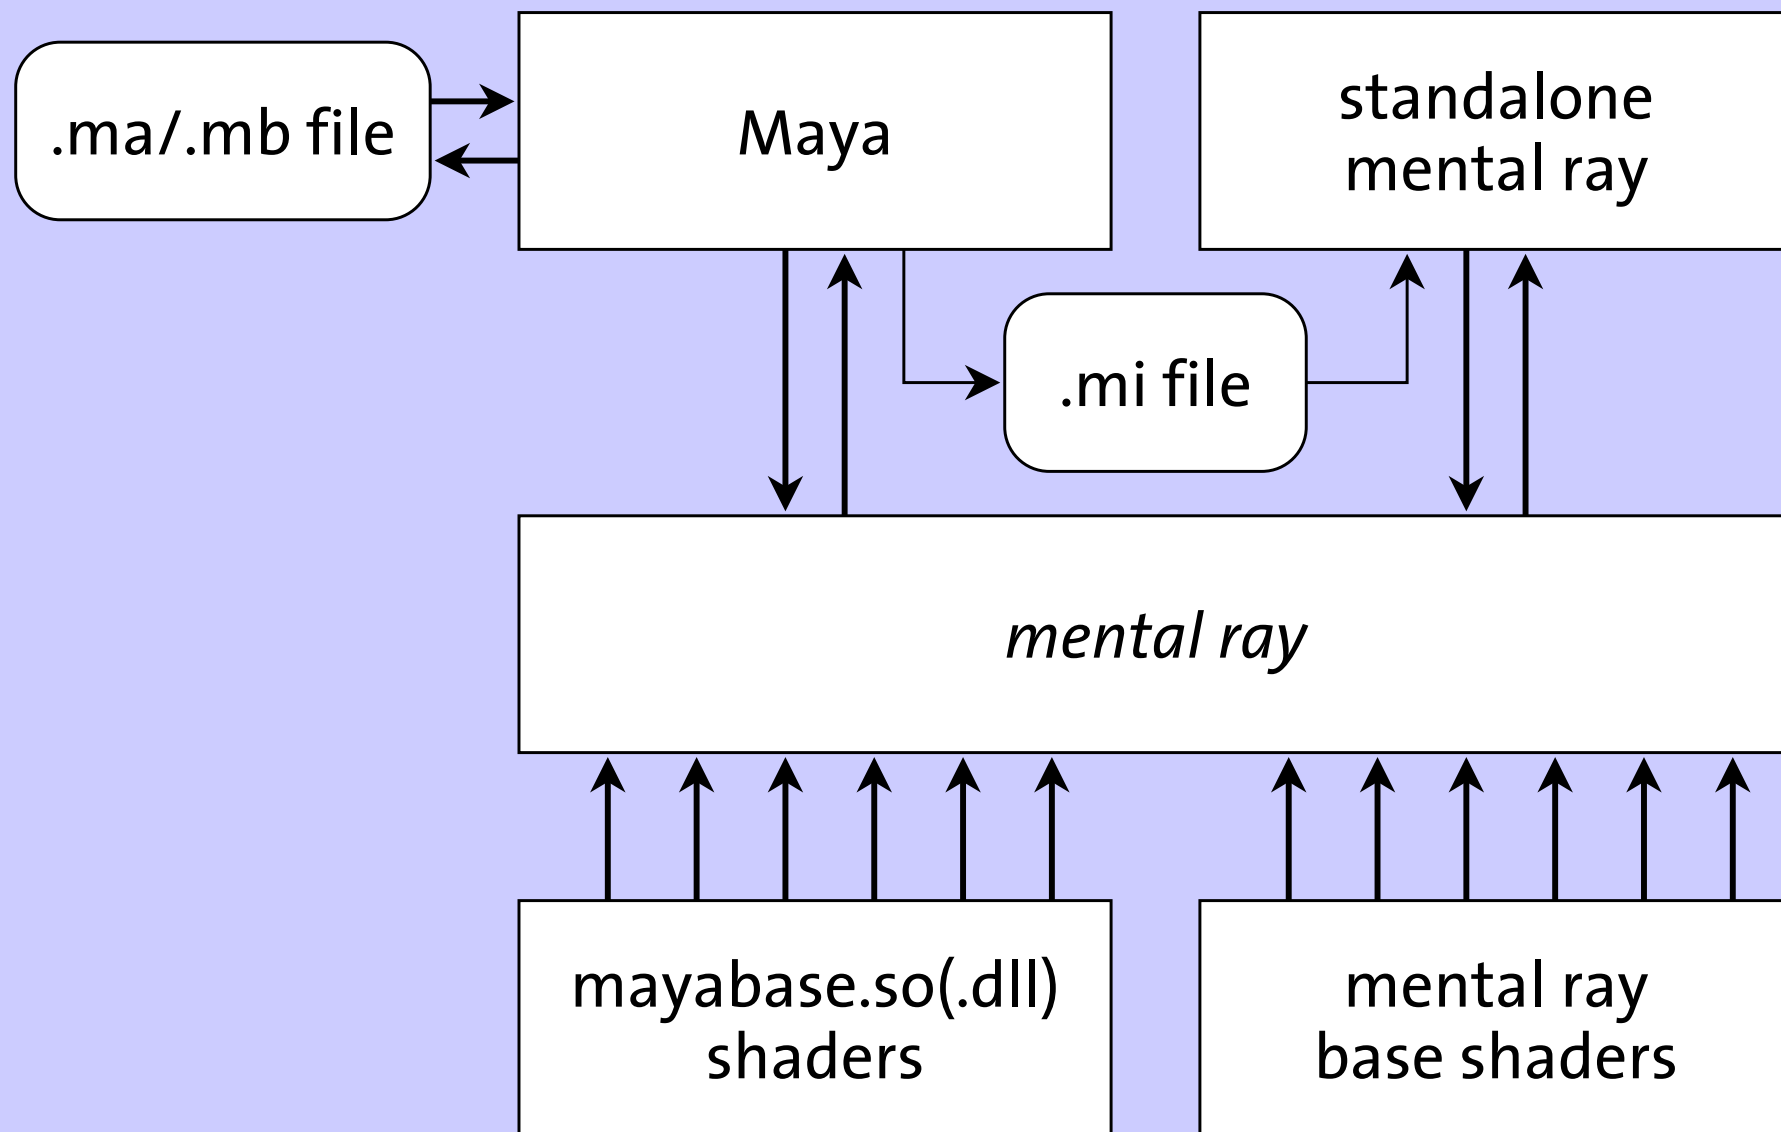 .ma/.mb file
Maya
standalone
mental ray
.mi file
mental ray
mayabase.so(.dll)
shaders
mental ray
base shaders